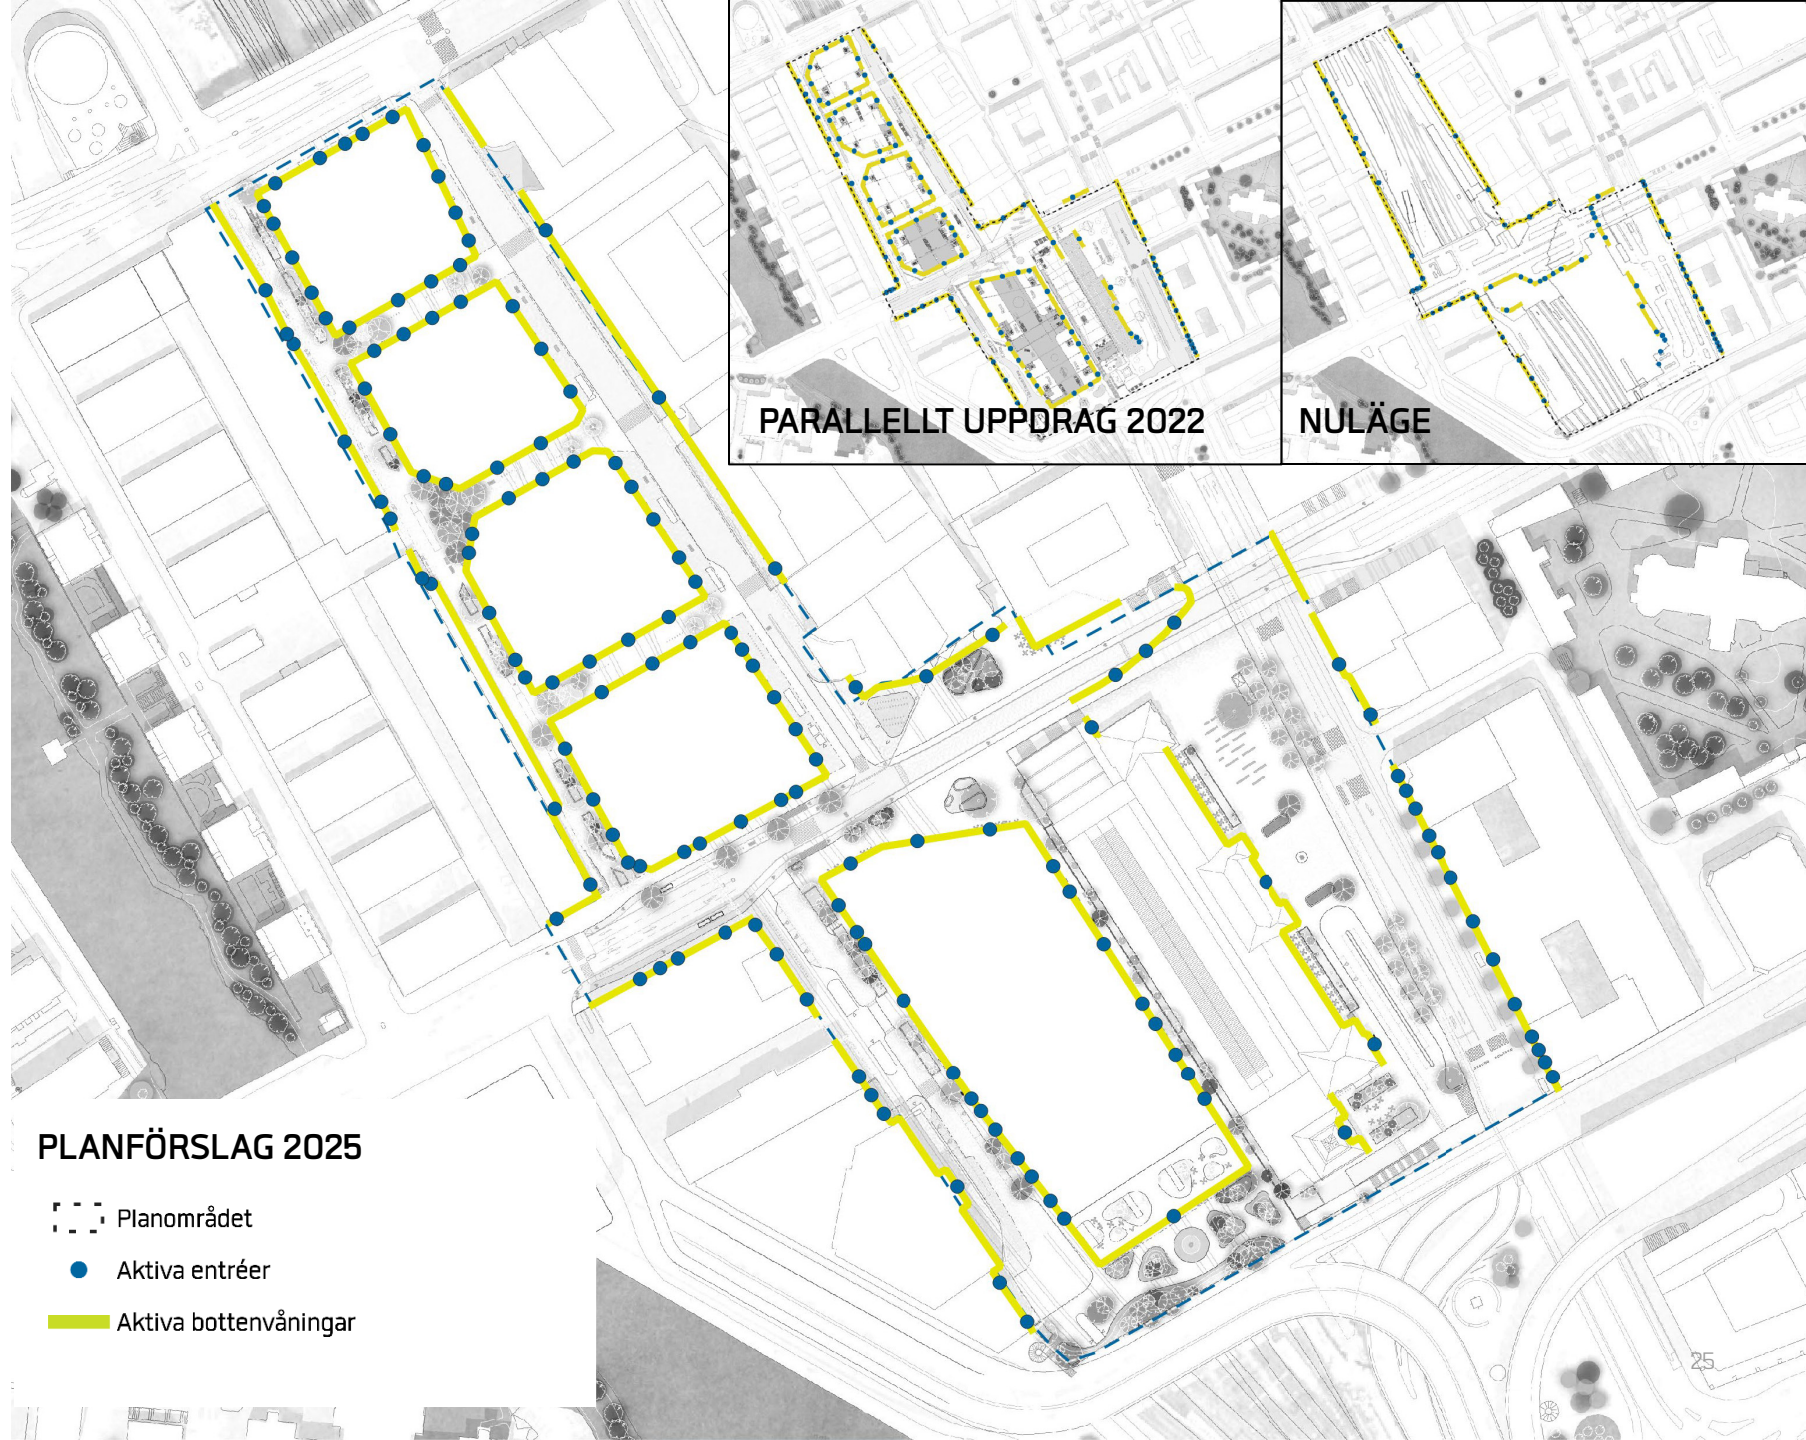 PARALLELLT UPPDRAG 2022
NULÄGE
PLANFÖRSLAG 2025
Planområdet
Aktiva entréer
Aktiva bottenvåningar
25